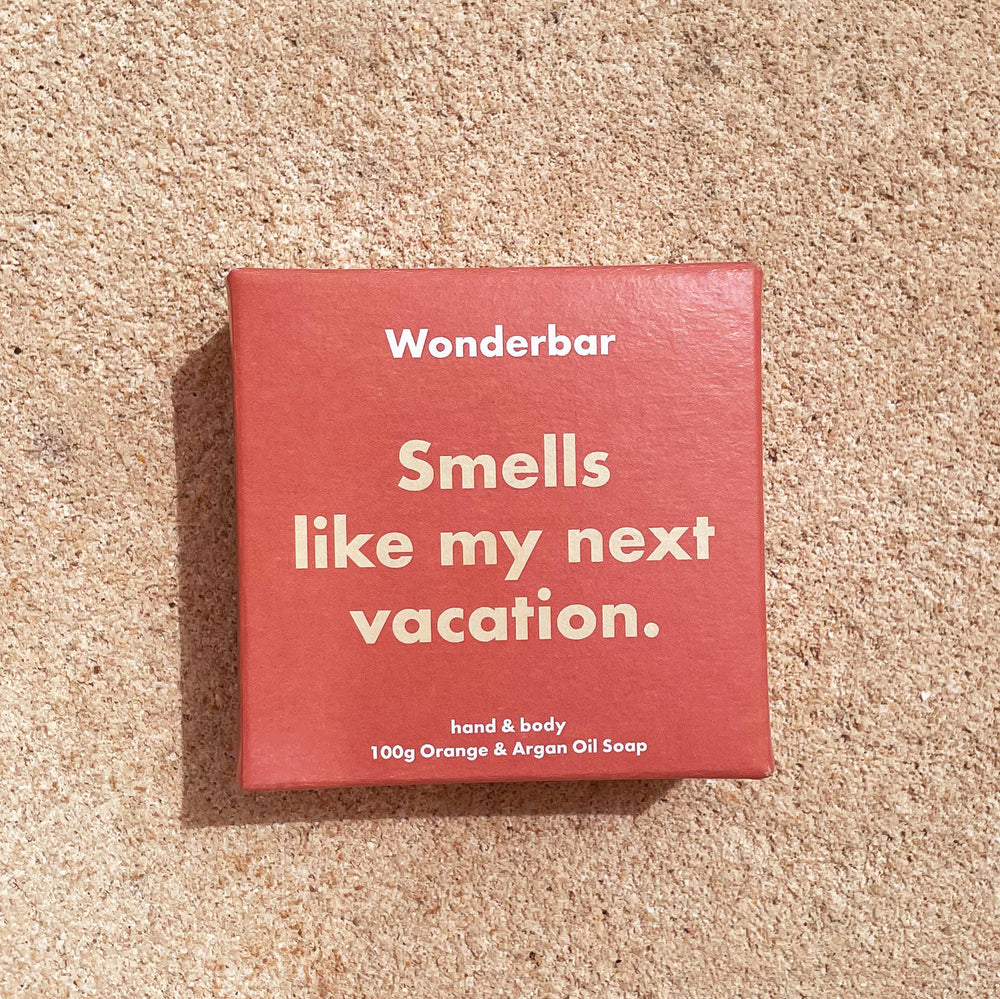 Wonderbar
Smells
like my next
vacation.
hand & body
100g Orange & Argan Oil Soap